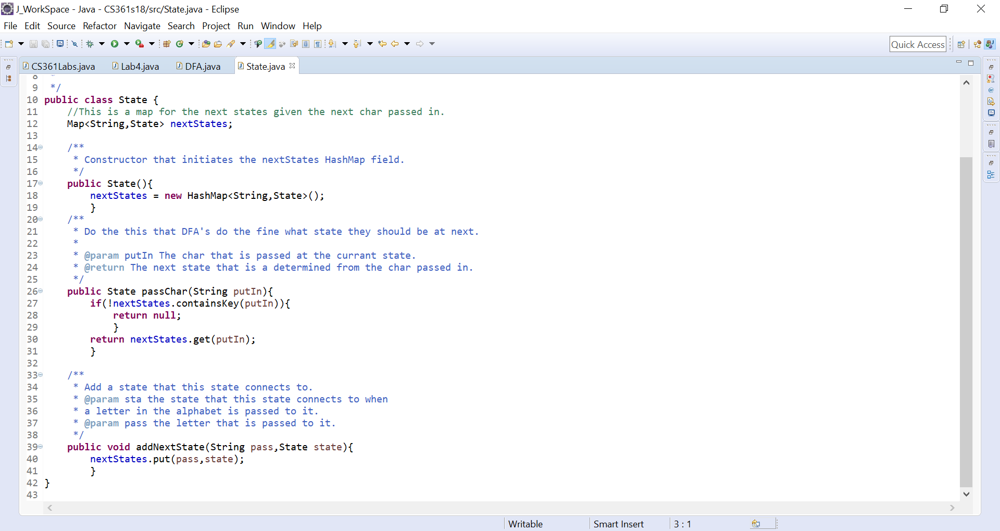 J_WorkSpace - Java - CS361s18/src/State.java - Eclipse
File Edit Source Refactor Navigate Search Project Run Window Help
Quick Access
CS361Labs.java Lab4.java DFA.java State.java
8 *
9 */
10 public class State {
11 //This is a map for the next states given the next char passed in.
12 Map<String,State> nextStates;
13
14 /**
15 * Constructor that initiates the nextStates HashMap field.
16 */
17 public State(){
18 nextStates = new HashMap<String,State>();
19 }
20 /**
21 * Do the this that DFA's do the fine what state they should be at next.
22 *
23 * @param putIn The char that is passed at the currant state.
24 * @return The next state that is a determined from the char passed in.
25 */
26 public State passChar(String putIn){
27 if(!nextStates.containsKey(putIn)){
28 return null;
29 }
30 return nextStates.get(putIn);
31 }
32
33 /**
34 * Add a state that this state connects to.
35 * @param sta the state that this state connects to when
36 * a letter in the alphabet is passed to it.
37 * @param pass the letter that is passed to it.
38 */
39 public void addNextState(String pass,State state){
40 nextStates.put(pass,state);
41 }
42 }
43
Writable Smart Insert 3 : 1